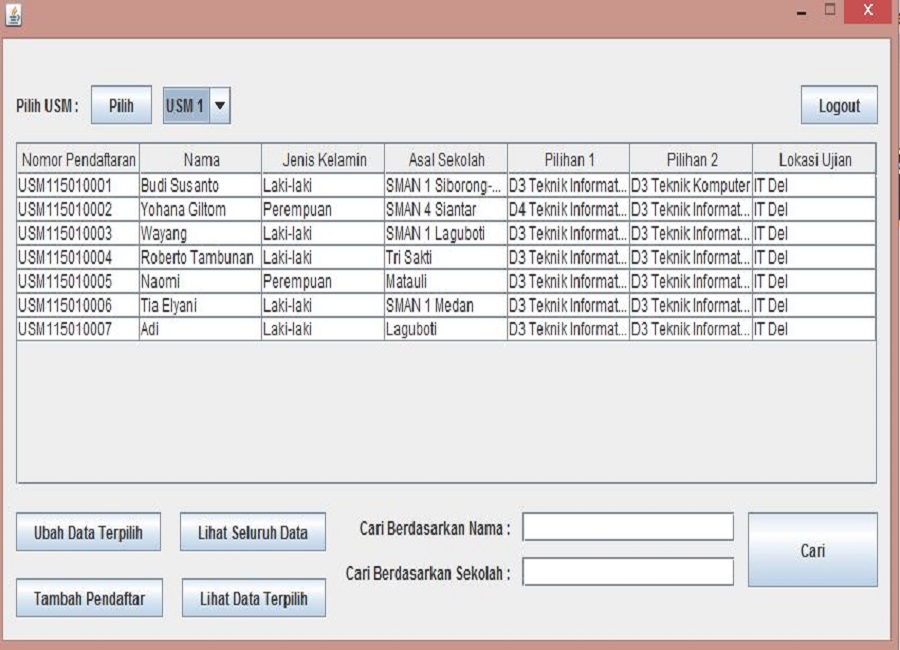 Pilih USM : Pilih USM 1 Logout
Nomor Pendaftaran Nama Jenis Kelamin Asal Sekolah Pilihan 1 Pilihan 2 Lokasi Ujian
USM115010001 Budi Susanto Laki-laki SMAN 1 Siborong-... D3 Teknik Informat... D3 Teknik Komputer IT Del
USM115010002 Yohana Giltom Perempuan SMAN 4 Siantar D4 Teknik Informat... D3 Teknik Informat... IT Del
USM115010003 Wayang Laki-laki SMAN 1 Laguboti D3 Teknik Informat... D3 Teknik Informat... IT Del
USM115010004 Roberto Tambunan Laki-laki Tri Sakti D3 Teknik Informat... D3 Teknik Informat... IT Del
USM115010005 Naomi Perempuan Matauli D3 Teknik Informat... D3 Teknik Informat... IT Del
USM115010006 Tia Elyani Laki-laki SMAN 1 Medan D3 Teknik Informat... D3 Teknik Informat... IT Del
USM115010007 Adi Laki-laki Laguboti D3 Teknik Informat... D3 Teknik Informat... IT Del
Ubah Data Terpilih Lihat Seluruh Data Cari Berdasarkan Nama : Cari
Cari Berdasarkan Sekolah :
Tambah Pendaftar Lihat Data Terpilih